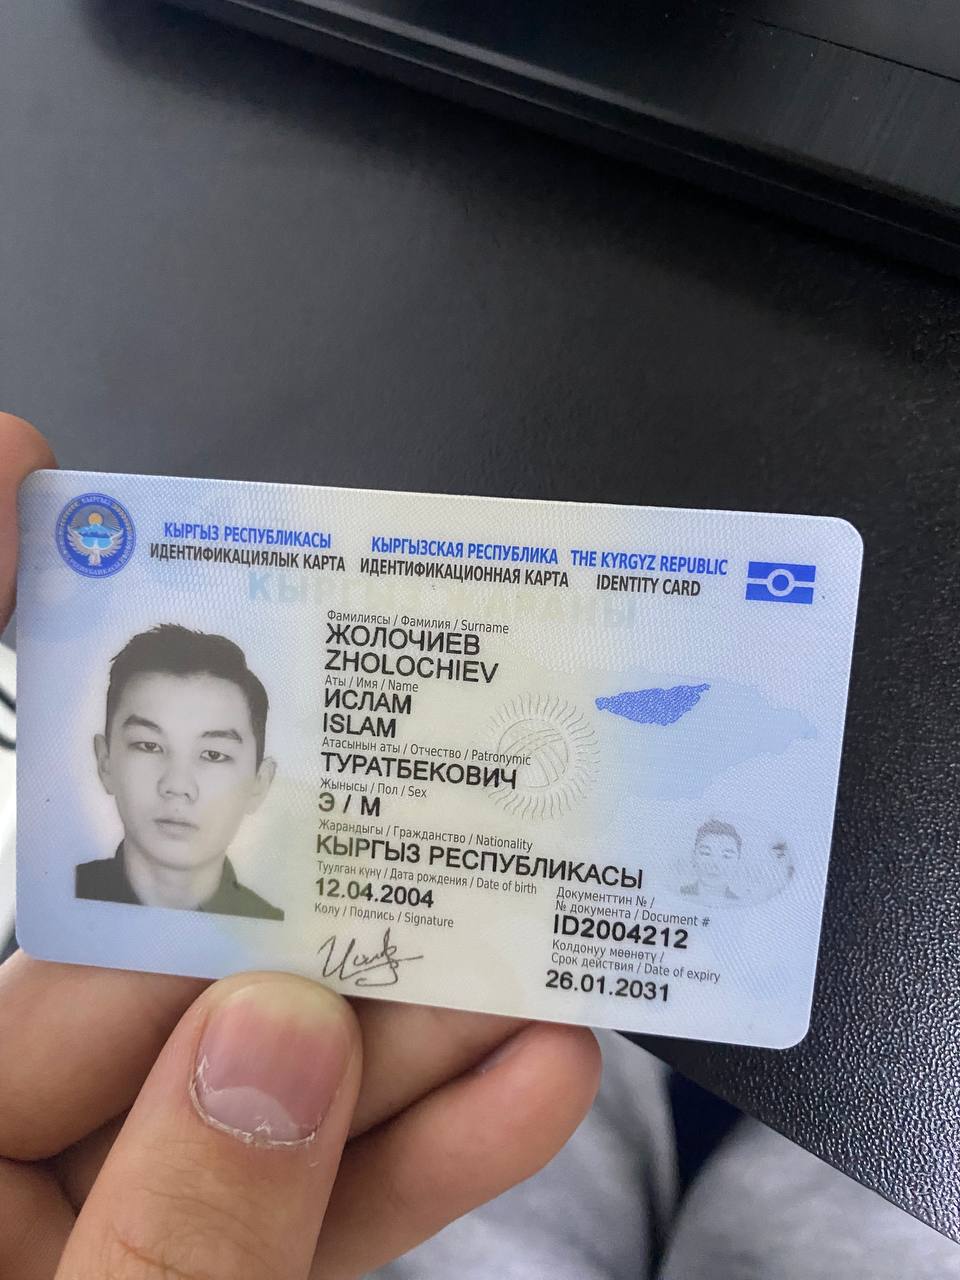 КЫРГЫЗ РЕСПУБЛИКАСЫ КЫРГЫЗСКАЯ РЕСПУБЛИКА THE KYRGYZ REPUBLIC
ИДЕНТИФИКАЦИЯЛЫК КАРТА ИДЕНТИФИКАЦИОННАЯ КАРТА IDENTITY CARD
Фамилиясы / Фамилия / Surname
ЖОЛОЧИЕВ
ZHOLOCHIEV
Аты / Имя / Name
ИСЛАМ
ISLAM
Атасынын аты / Отчество / Patronymic
ТУРАТБЕКОВИЧ
Жынысы / Пол / Sex
Э / М
Жарандыгы / Гражданство / Nationality
КЫРГЫЗ РЕСПУБЛИКАСЫ
Туулган күнү / Дата рождения / Date of birth
12.04.2004
Колу / Подпись / Signature
Документтин № /
№ документа / Document #
ID2004212
Колдонуу мөөнөтү /
Срок действия / Date of expiry
26.01.2031